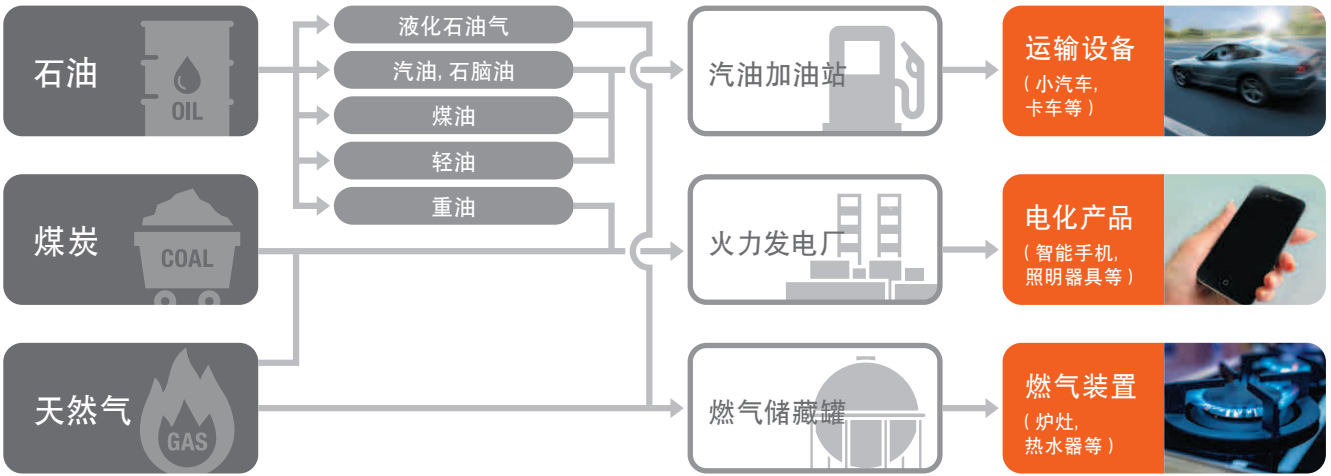 石油
OIL
液化石油气
汽油,石脑油
煤油
轻油
重油
汽油加油站
运输设备
(小汽车,
卡车等)
煤炭
COAL
火力发电厂
电化产品
(智能手机,
照明器具等)
天然气
GAS
燃气储藏罐
燃气装置
(炉灶,
热水器等)